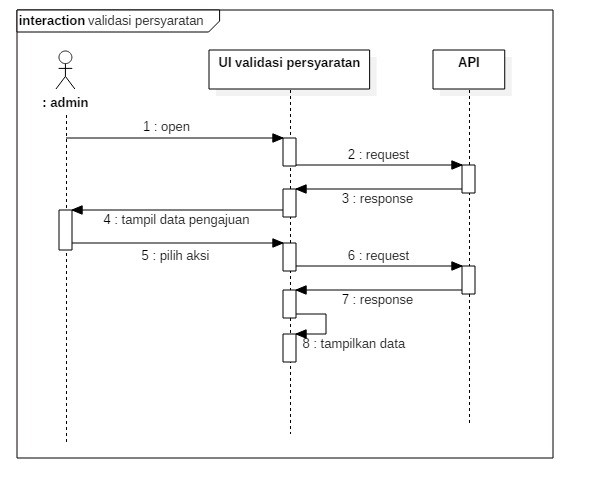 interaction validasi persyaratan
UI validasi persyaratan
API
: admin
1 : open
2 : request
3 : response
4 : tampil data pengajuan
5 : pilih aksi
6 : request
7 : response
8 : tampilkan data